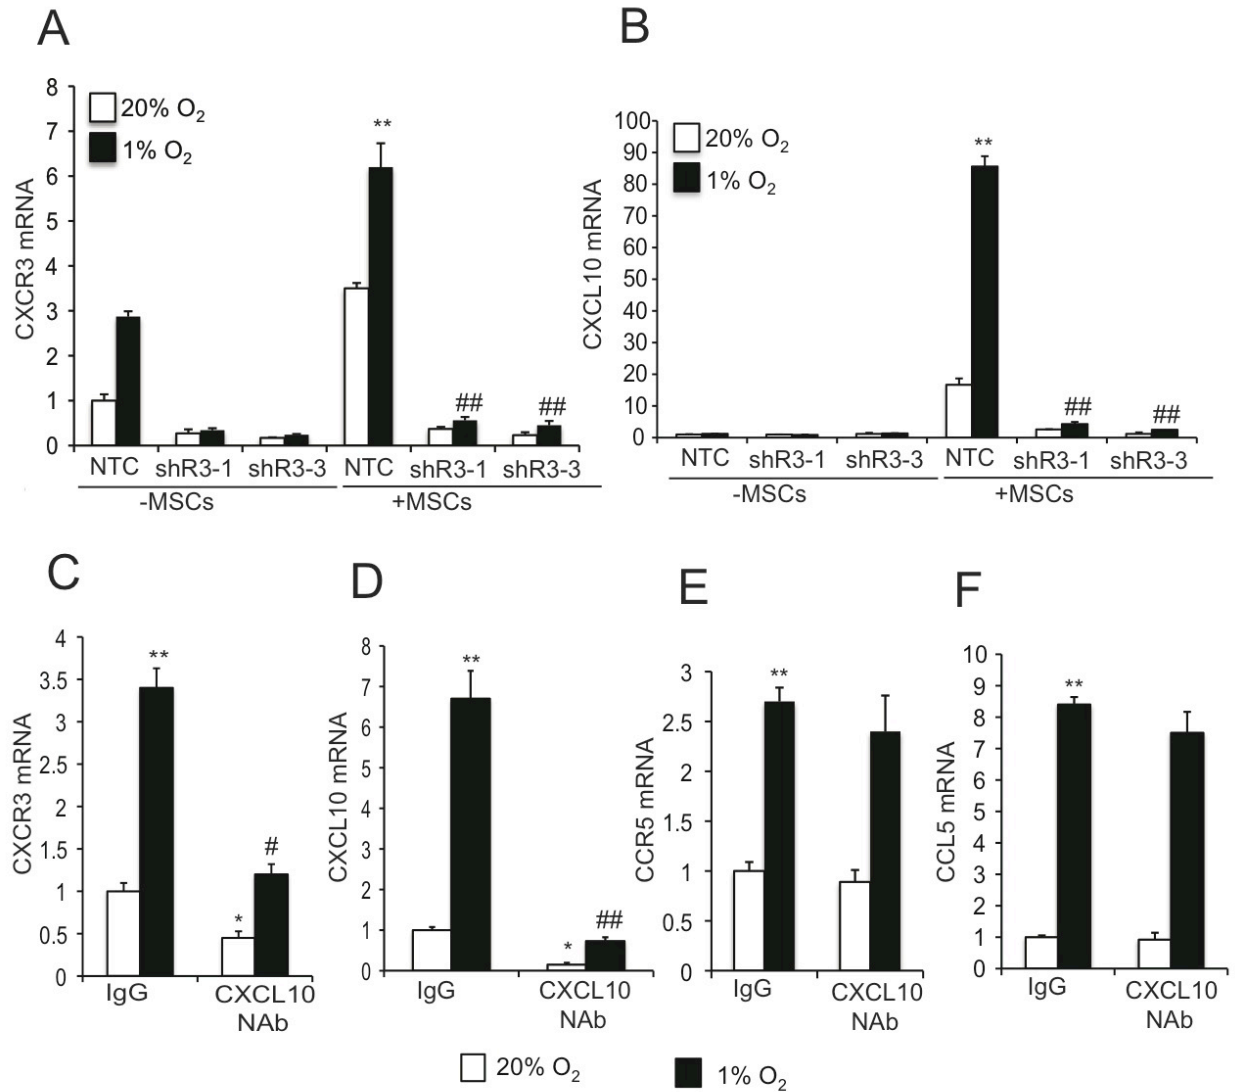 A
B
8
7
6
5
4
3
2
1
0
CXCR3 mRNA
20% O2
1% O2
**
##
##
NTC shR3-1 shR3-3 NTC shR3-1 shR3-3
-MSCs +MSCs
100
90
80
70
60
50
40
30
20
10
0
CXCL10 mRNA
20% O2
1% O2
**
##
##
NTC shR3-1 shR3-3 NTC shR3-1 shR3-3
-MSCs +MSCs
C
D
E
F
4
3.5
3
2.5
2
1.5
1
0.5
0
CXCR3 mRNA
**
*
#
IgG CXCL10
NAb
8
7
6
5
4
3
2
1
0
CXCL10 mRNA
**
*
##
IgG CXCL10
NAb
3
2.5
2
1.5
1
0.5
0
CCR5 mRNA
**
IgG CXCL10
NAb
10
9
8
7
6
5
4
3
2
1
0
CCL5 mRNA
**
IgG CXCL10
NAb
20% O2 1% O2